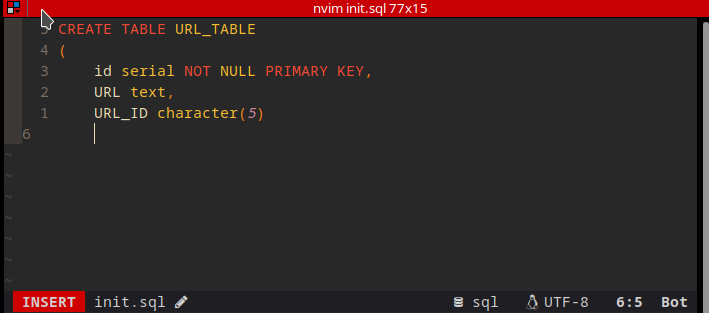 nvim init.sql 77x15
5 CREATE TABLE URL_TABLE
4 (
3 id serial NOT NULL PRIMARY KEY,
2 URL text,
1 URL_ID character(5)
6
~
~
~
~
~
~
~
INSERT init.sql sql UTF-8 6:5 Bot